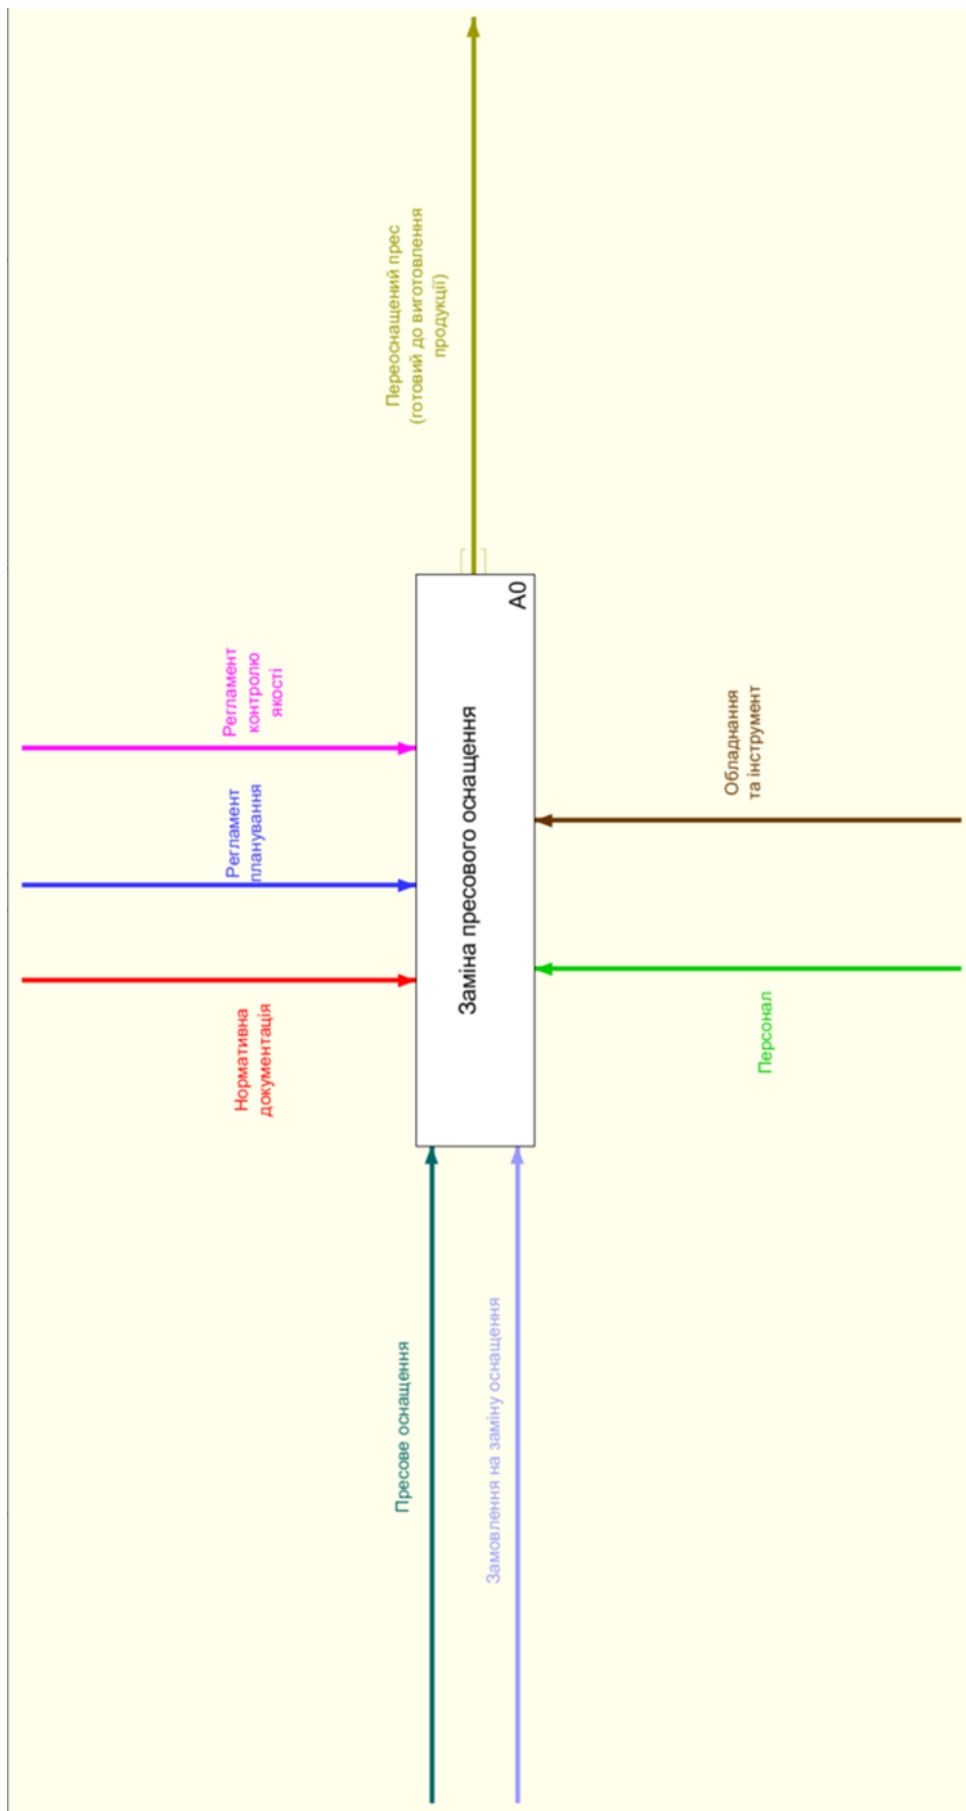 Нормативна
документація
Регламент
планування
Регламент
контролю
якості
Пресове оснащення
Замовлення на заміну оснащення
Заміна пресового оснащення
A0
Переоснащений прес
(готовий до виготовлення
продукції)
Персонал
Обладнання
та інструмент